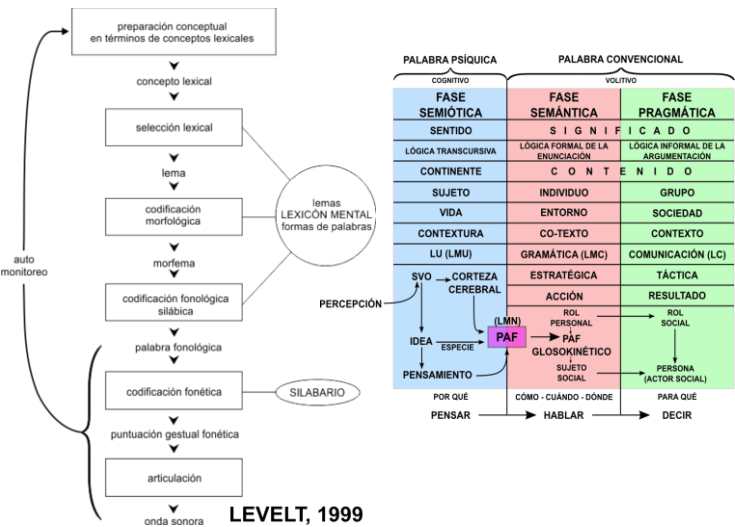 preparación conceptual
en términos de conceptos lexicales
concepto lexical
selección lexical
lema
codificación
morfológica
morfema
codificación fonológica
silábica
palabra fonológica
codificación fonética
puntuación gestual fonética
articulación
onda sonora
auto
monitoreo
lemas
LEXICÓN MENTAL
formas de palabras
SILABARIO
LEVELT, 1999
PALABRA PSÍQUICA
PALABRA CONVENCIONAL
COGNITIVO
VOLITIVO
FASE
SEMIÓTICA
FASE
SEMÁNTICA
FASE
PRAGMÁTICA
SENTIDO
SIGNIFICADO
LÓGICA TRANSCURSIVA
LÓGICA FORMAL DE LA
ENUNCIACIÓN
LÓGICA INFORMAL DE LA
ARGUMENTACIÓN
CONTINENTE
CONTENIDO
SUJETO
INDIVIDUO
GRUPO
VIDA
ENTORNO
SOCIEDAD
CONTEXTURA
CO-TEXTO
CONTEXTO
LU (LMU)
GRAMÁTICA (LMC)
COMUNICACIÓN (LC)
PERCEPCIÓN
SVO
CORTEZA
CEREBRAL
IDEA
ESPECIE
PENSAMIENTO
(LMN)
PAF
ESTRATÉGICA
TÁCTICA
ACCIÓN
RESULTADO
ROL
PERSONAL
PAF
GLOSOKINÉTICO
SUJETO
SOCIAL
ROL
SOCIAL
PERSONA
(ACTOR SOCIAL)
POR QUÉ
CÓMO - CUÁNDO - DÓNDE
PARA QUÉ
PENSAR
HABLAR
DECIR